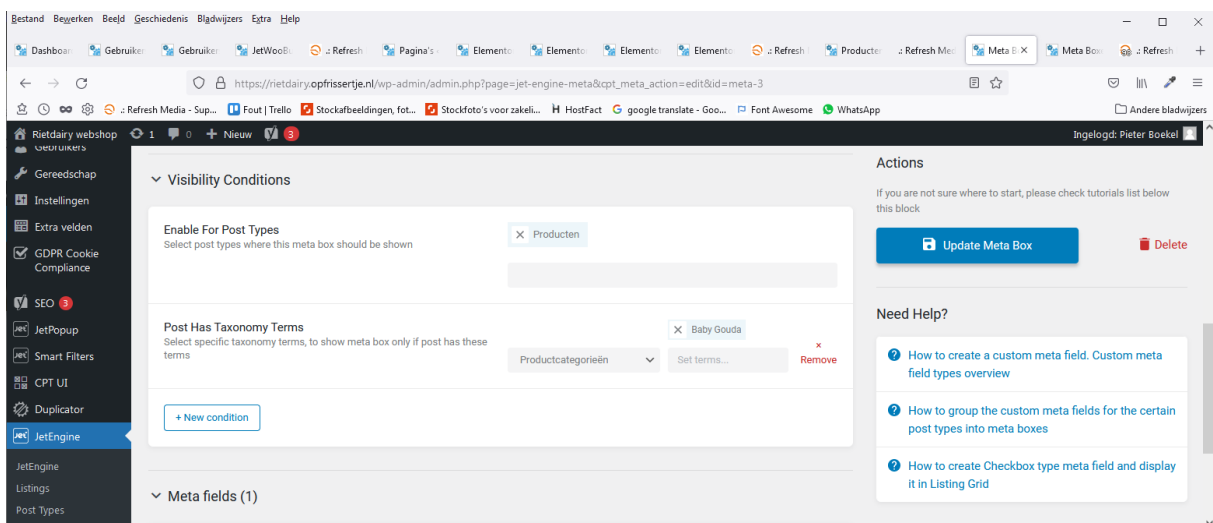 Bestand Bewerken Beeld Geschiedenis Bladwijzers Extra Help
Dashboar Gebruiker Gebruiker JetWooBu .: Refresh Pagina's ‹ Elemento Elemento Elemento Elemento .: Refresh Producten .: Refresh Med Meta B Meta Box .: Refresh
https://rietdairy.opfrissertje.nl/wp-admin/admin.php?page=jet-engine-meta&cpt_meta_action=edit&id=meta-3
.: Refresh Media - Sup... Fout | Trello Stockafbeeldingen, fot... Stockfoto's voor zakeli... HostFact google translate - Goo... Font Awesome WhatsApp Andere bladwijzers
Rietdairy webshop 1 0 + Nieuw 3 Ingelogd: Pieter Boekel
Gebruikers
Gereedschap
Instellingen
Extra velden
GDPR Cookie
Compliance
SEO 3
JetPopup
Smart Filters
CPT UI
Duplicator
JetEngine
JetEngine
Listings
Post Types
Visibility Conditions
Enable For Post Types
Select post types where this meta box should be shown
Producten
Post Has Taxonomy Terms
Select specific taxonomy terms, to show meta box only if post has these
terms
Baby Gouda
Productcategorieën
Set terms...
× Remove
+ New condition
Meta fields (1)
Actions
If you are not sure where to start, please check tutorials list below
this block
Update Meta Box
Delete
Need Help?
How to create a custom meta field. Custom meta
field types overview
How to group the custom meta fields for the certain
post types into meta boxes
How to create Checkbox type meta field and display
it in Listing Grid